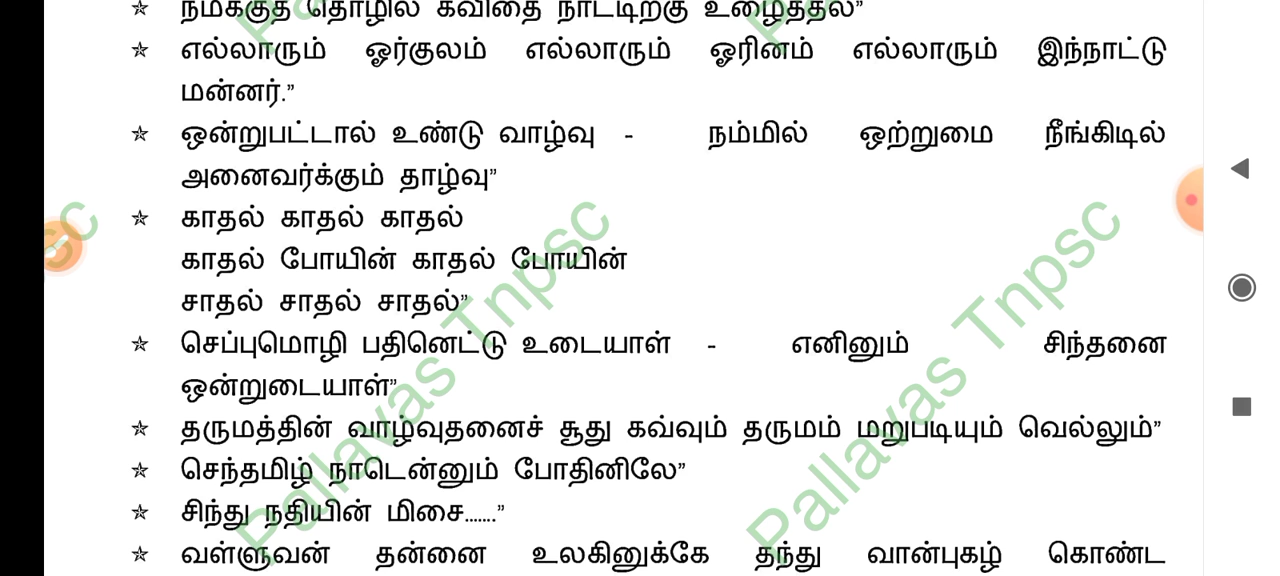 நமக்குத் தொழில் கவிதை நாட்டிற்கு உழைத்தல்”
✯ எல்லாரும் ஓர்குலம் எல்லாரும் ஓரினம் எல்லாரும் இந்நாட்டு
மன்னர்.”
✯ ஒன்றுபட்டால் உண்டு வாழ்வு - நம்மில் ஒற்றுமை நீங்கிடில்
அனைவர்க்கும் தாழ்வு”
✯ காதல் காதல் காதல்
காதல் போயின் காதல் போயின்
சாதல் சாதல் சாதல்”
✯ செப்புமொழி பதினெட்டு உடையாள் - எனினும் சிந்தனை
ஒன்றுடையாள்”
✯ தருமத்தின் வாழ்வுதனைச் சூது கவ்வும் தருமம் மறுபடியும் வெல்லும்”
✯ செந்தமிழ் நாடென்னும் போதினிலே”
✯ சிந்து நதியின் மிசை.......”
✯ வள்ளுவன் தன்னை உலகினுக்கே தந்து வான்புகழ் கொண்ட
Pallavas Tnpsc
Pallavas Tnpsc